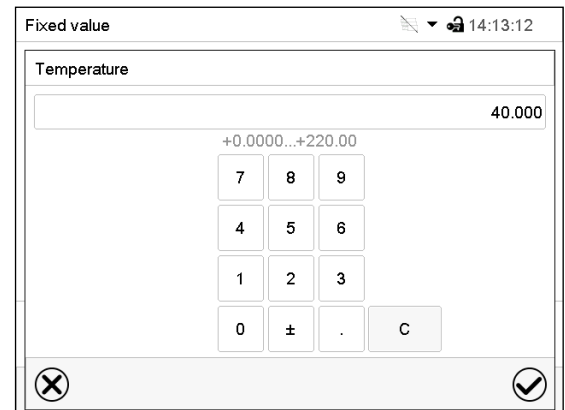 Fixed value 14:13:12
Temperature
40.000
+0.0000...+220.00
7 8 9
4 5 6
1 2 3
0 ± . C